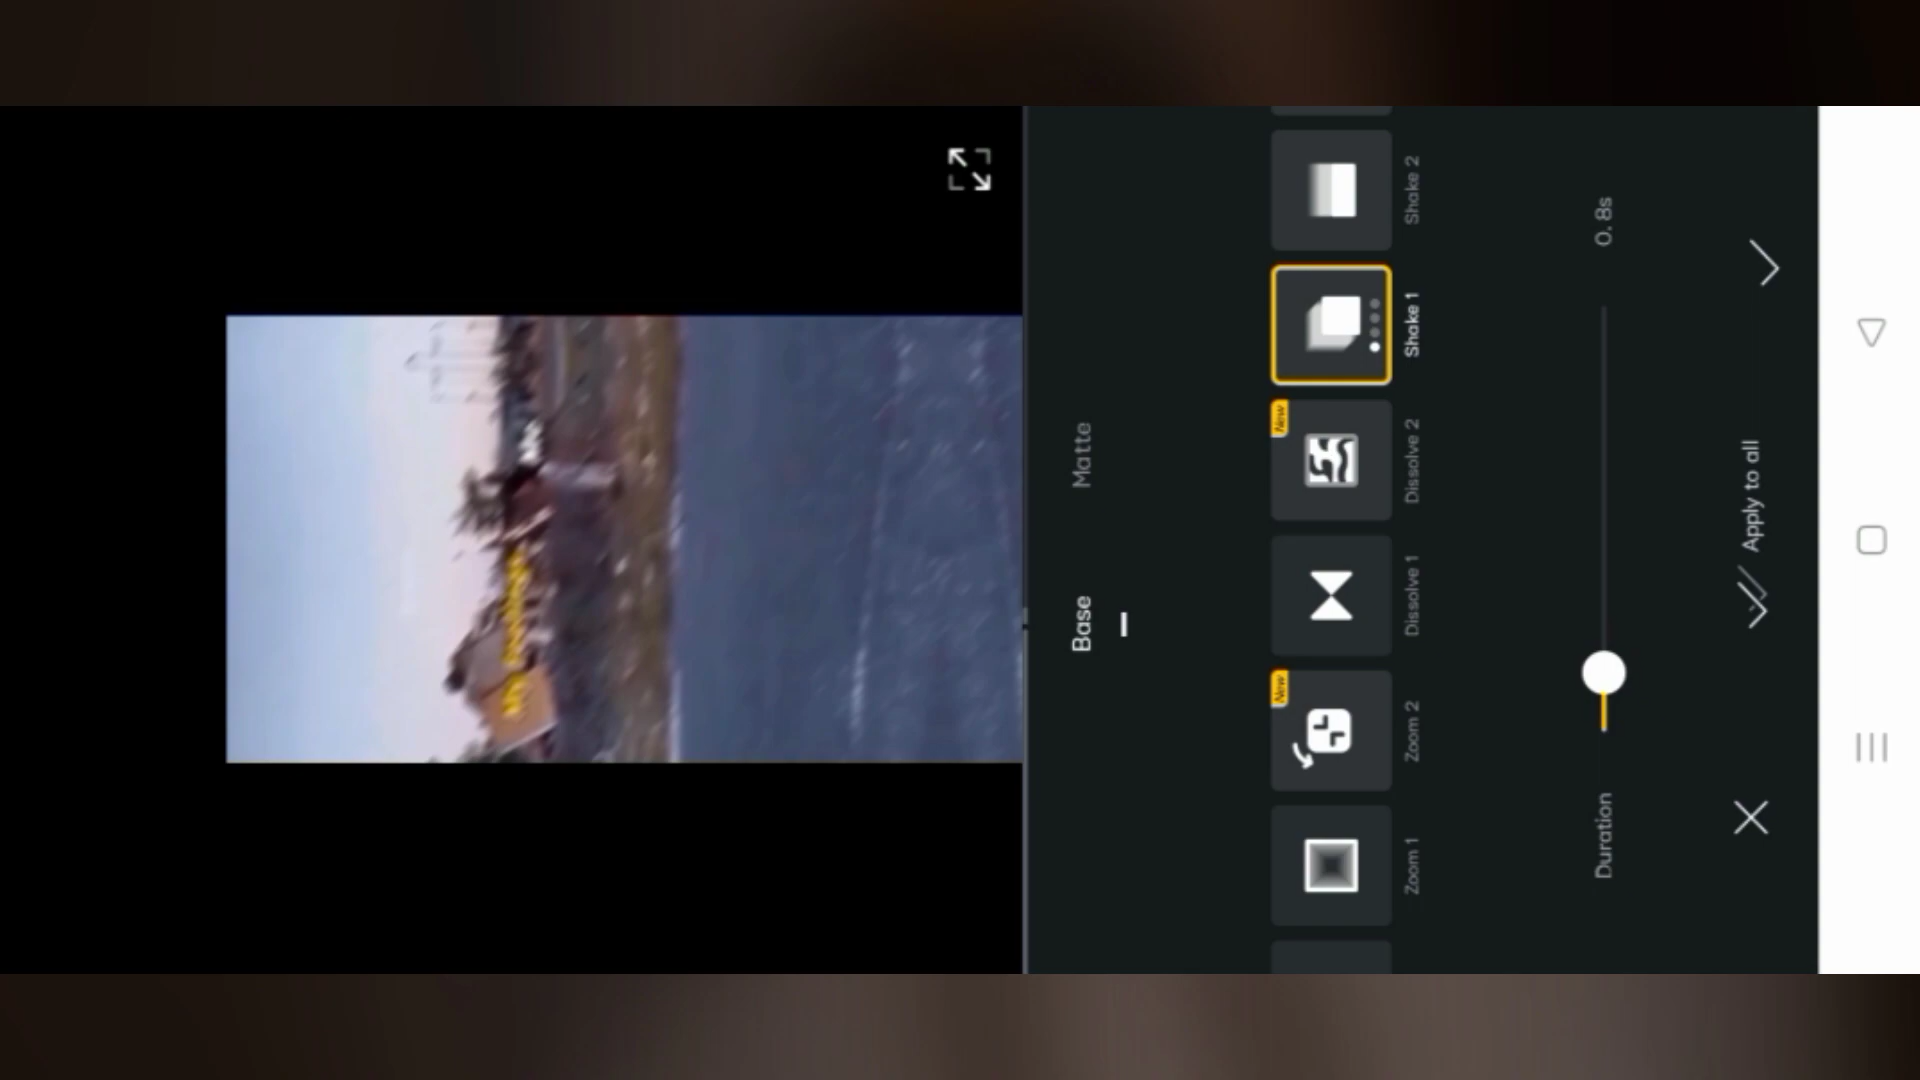 Base
Matte
Zoom 1
New
Zoom 2
Dissolve 1
New
Dissolve 2
Shake 1
Shake 2
Duration
0.8s
Apply to all